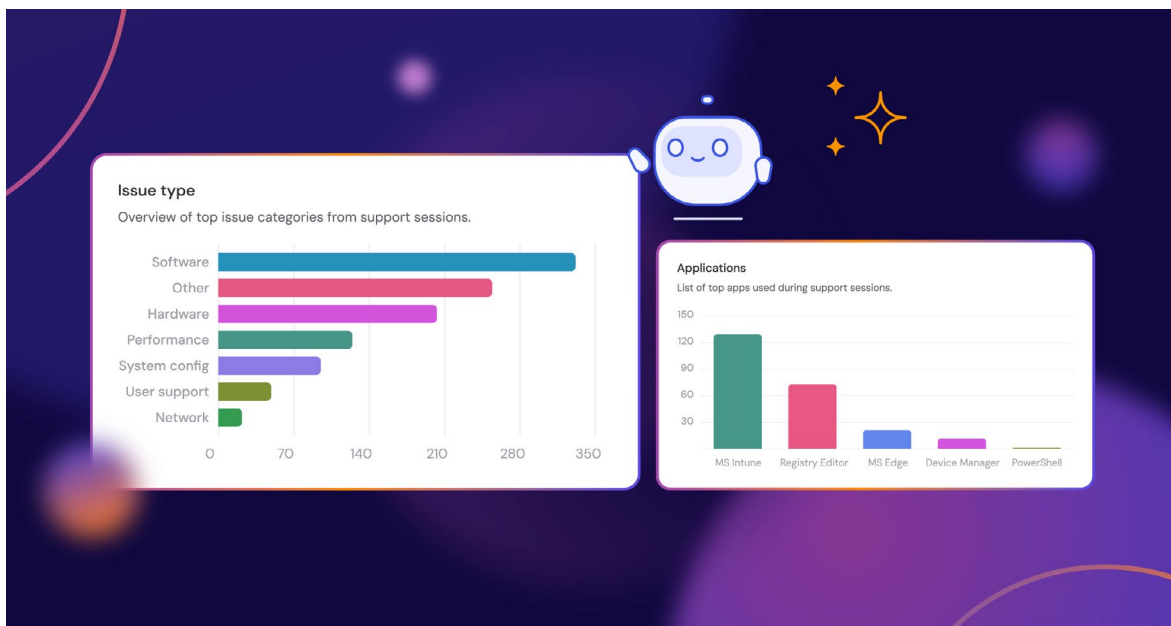 Issue type
Overview of top issue categories from support sessions.
Software
Other
Hardware
Performance
System config
User support
Network
0 70 140 210 280 350
Applications
List of top apps used during support sessions.
150
120
90
60
30
MS Intune Registry Editor MS Edge Device Manager PowerShell